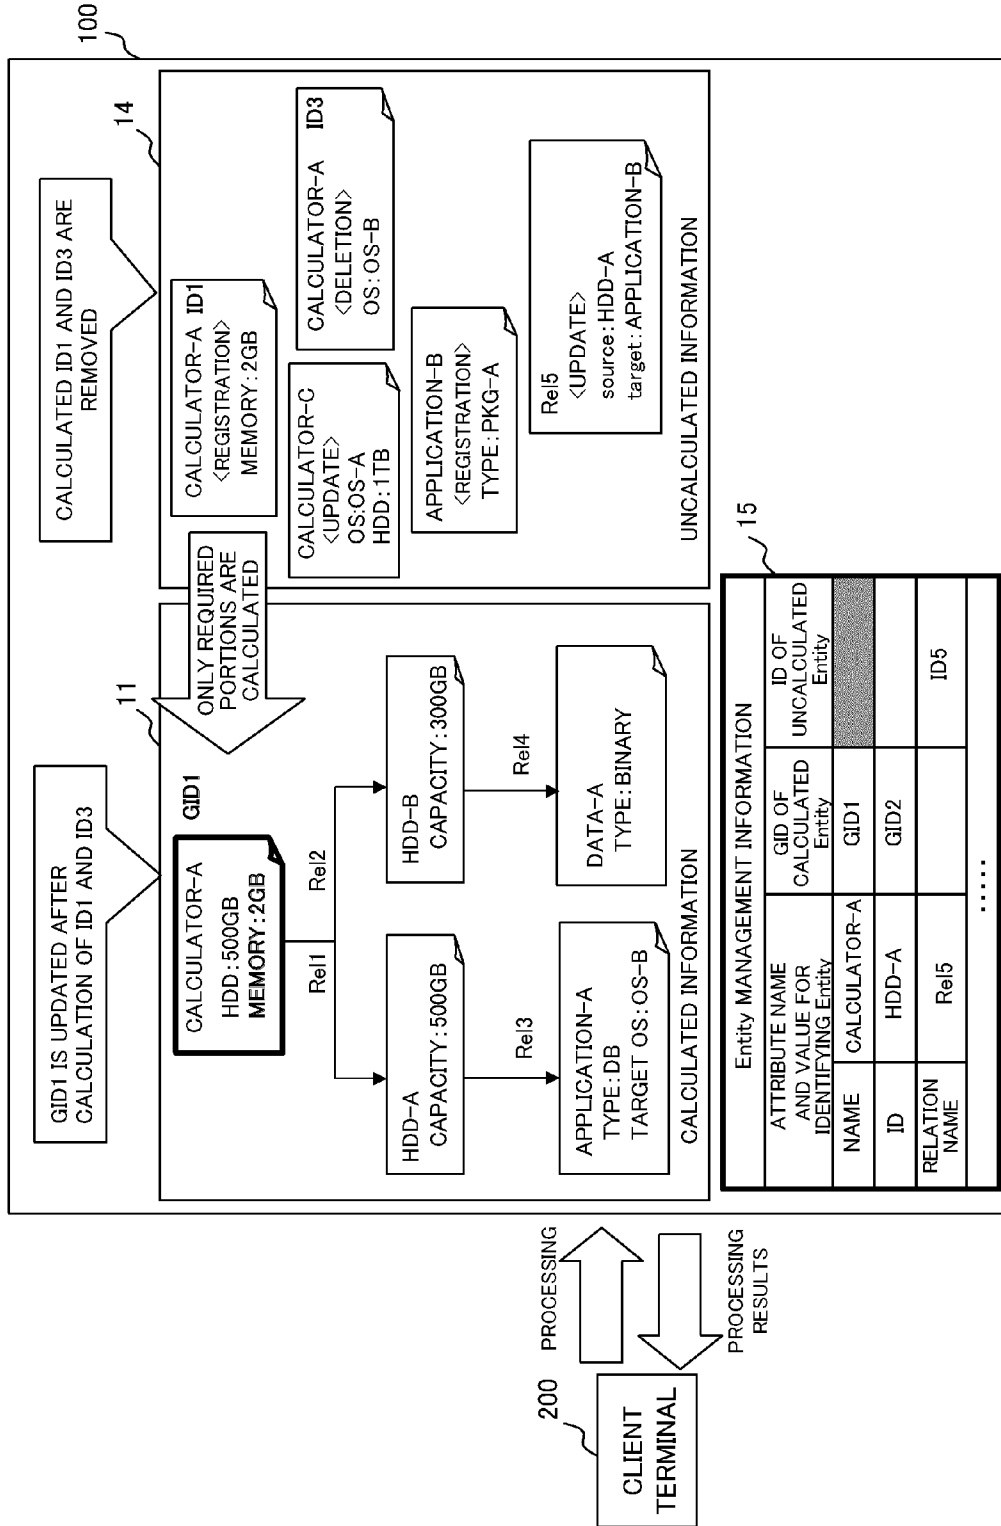 100
GID1 IS UPDATED AFTER
CALCULATION OF ID1 AND ID3
CALCULATED ID1 AND ID3 ARE
REMOVED
11
14
GID1
CALCULATOR-A
HDD:500GB
MEMORY:2GB
Rel1
Rel2
HDD-A
CAPACITY:500GB
HDD-B
CAPACITY:300GB
Rel3
Rel4
APPLICATION-A
TYPE:DB
TARGET OS:OS-B
DATA-A
TYPE:BINARY
CALCULATED INFORMATION
ONLY REQUIRED
PORTIONS ARE
CALCULATED
CALCULATOR-A ID1
<REGISTRATION>
MEMORY:2GB
CALCULATOR-A ID3
<DELETION>
OS:OS-B
CALCULATOR-C
<UPDATE>
OS:OS-A
HDD:1TB
APPLICATION-B
<REGISTRATION>
TYPE:PKG-A
Rel5
<UPDATE>
source:HDD-A
target:APPLICATION-B
UNCALCULATED INFORMATION
200
CLIENT
TERMINAL
PROCESSING
PROCESSING
RESULTS
15
Entity MANAGEMENT INFORMATION
ATTRIBUTE NAME
AND VALUE FOR
IDENTIFYING Entity
GID OF
CALCULATED
Entity
ID OF
UNCALCULATED
Entity
NAME CALCULATOR-A GID1
ID HDD-A GID2
RELATION
NAME
Rel5 ID5
.....